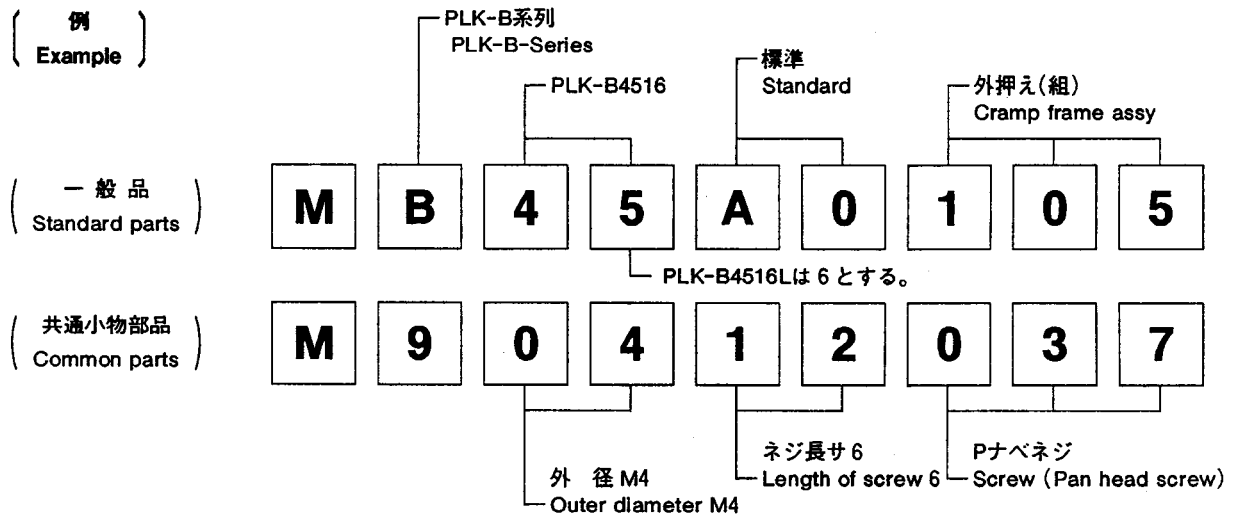 例
Example
PLK-B系列
PLK-B-Series
PLK-B4516
標準
Standard
外押え(組)
Cramp frame assy
一般品
Standard parts
M B 4 5 A 0 1 0 5
PLK-B4516Lは6とする。
共通小物部品
Common parts
M 9 0 4 1 2 0 3 7
外 径 M4
Outer diameter M4
ネジ長サ6
Length of screw 6
Pナベネジ
Screw (Pan head screw)